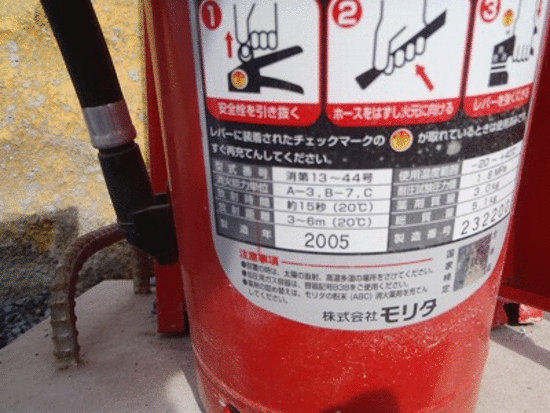 1
2
3
安全栓を引き抜く
ホースをはずし火元に向ける
レバーを強くにぎる
レバーに装着されたチェックマークの が取れているときは使用済みです
すぐ再充てんしてください。
型式番号 消第13〜44号 使用温度範囲 -20〜+40℃
消火能力単位 A−3, B−7, C 耐圧試験圧力値 1.8MPa
放射時間 約15秒(20℃) 薬剤質量 3.0kg
放射距離 3〜6m(20℃) 総質量 5.1kg
製造年 2005 製造番号 232202
注意事項
株式会社モリタ
国家検定